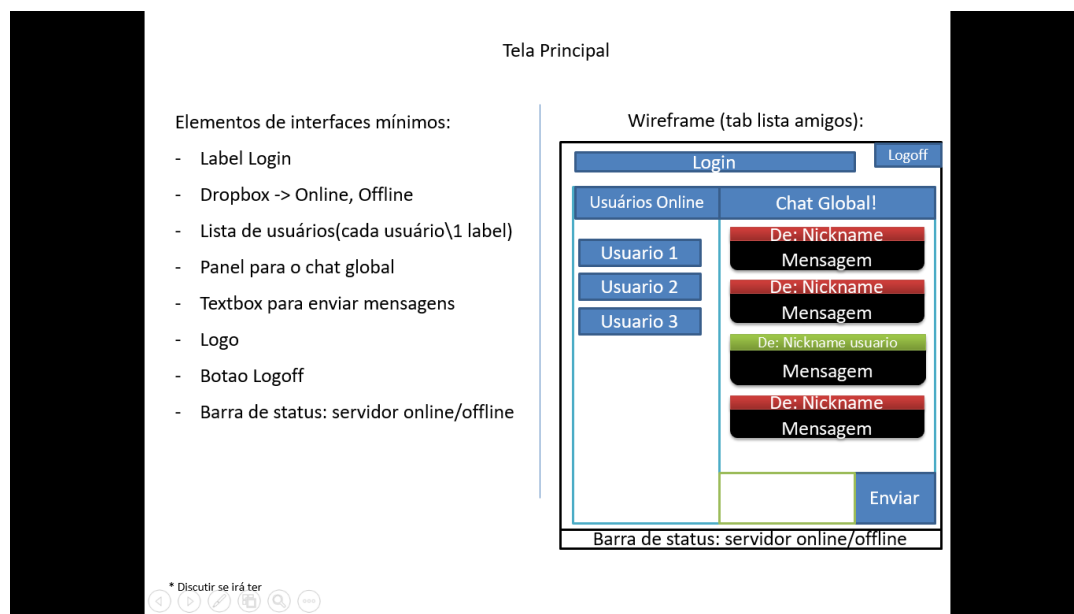 Tela Principal
Elementos de interfaces mínimos:
- Label Login
- Dropbox -> Online, Offline
- Lista de usuários(cada usuário\1 label)
- Panel para o chat global
- Textbox para enviar mensagens
- Logo
- Botao Logoff
- Barra de status: servidor online/offline
* Discutir se irá ter
Wireframe (tab lista amigos):
Login
Logoff
Usuários Online
Usuario 1
Usuario 2
Usuario 3
Chat Global!
De: Nickname
Mensagem
De: Nickname
Mensagem
De: Nickname usuario
Mensagem
De: Nickname
Mensagem
Enviar
Barra de status: servidor online/offline